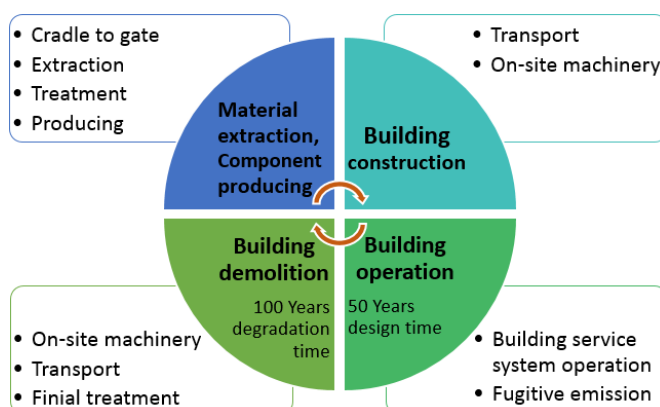 • Cradle to gate
• Extraction
• Treatment
• Producing
• Transport
• On-site machinery
Material
extraction,
Component
producing
Building
construction
Building
demolition
100 Years
degradation
time
Building
operation
50 Years
design time
• On-site machinery
• Transport
• Finial treatment
• Building service
system operation
• Fugitive emission